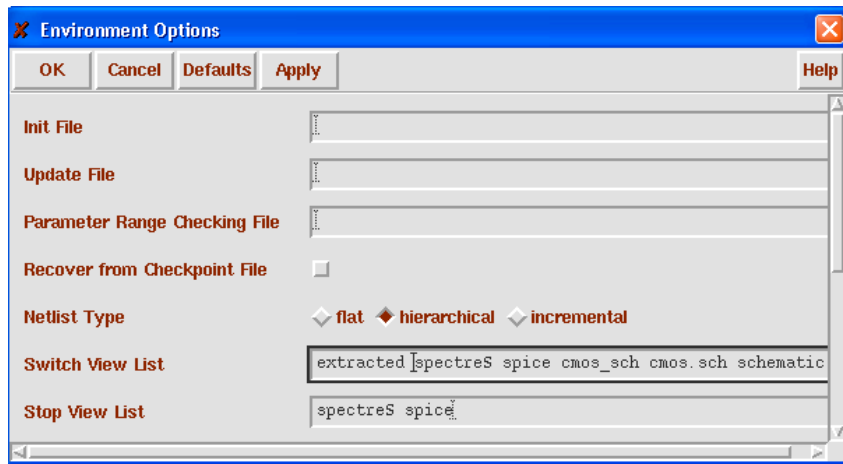 Environment Options
OK Cancel Defaults Apply Help
Init File
Update File
Parameter Range Checking File
Recover from Checkpoint File
Netlist Type flat hierarchical incremental
Switch View List extracted spectreS spice cmos_sch cmos.sch schematic
Stop View List spectreS spice